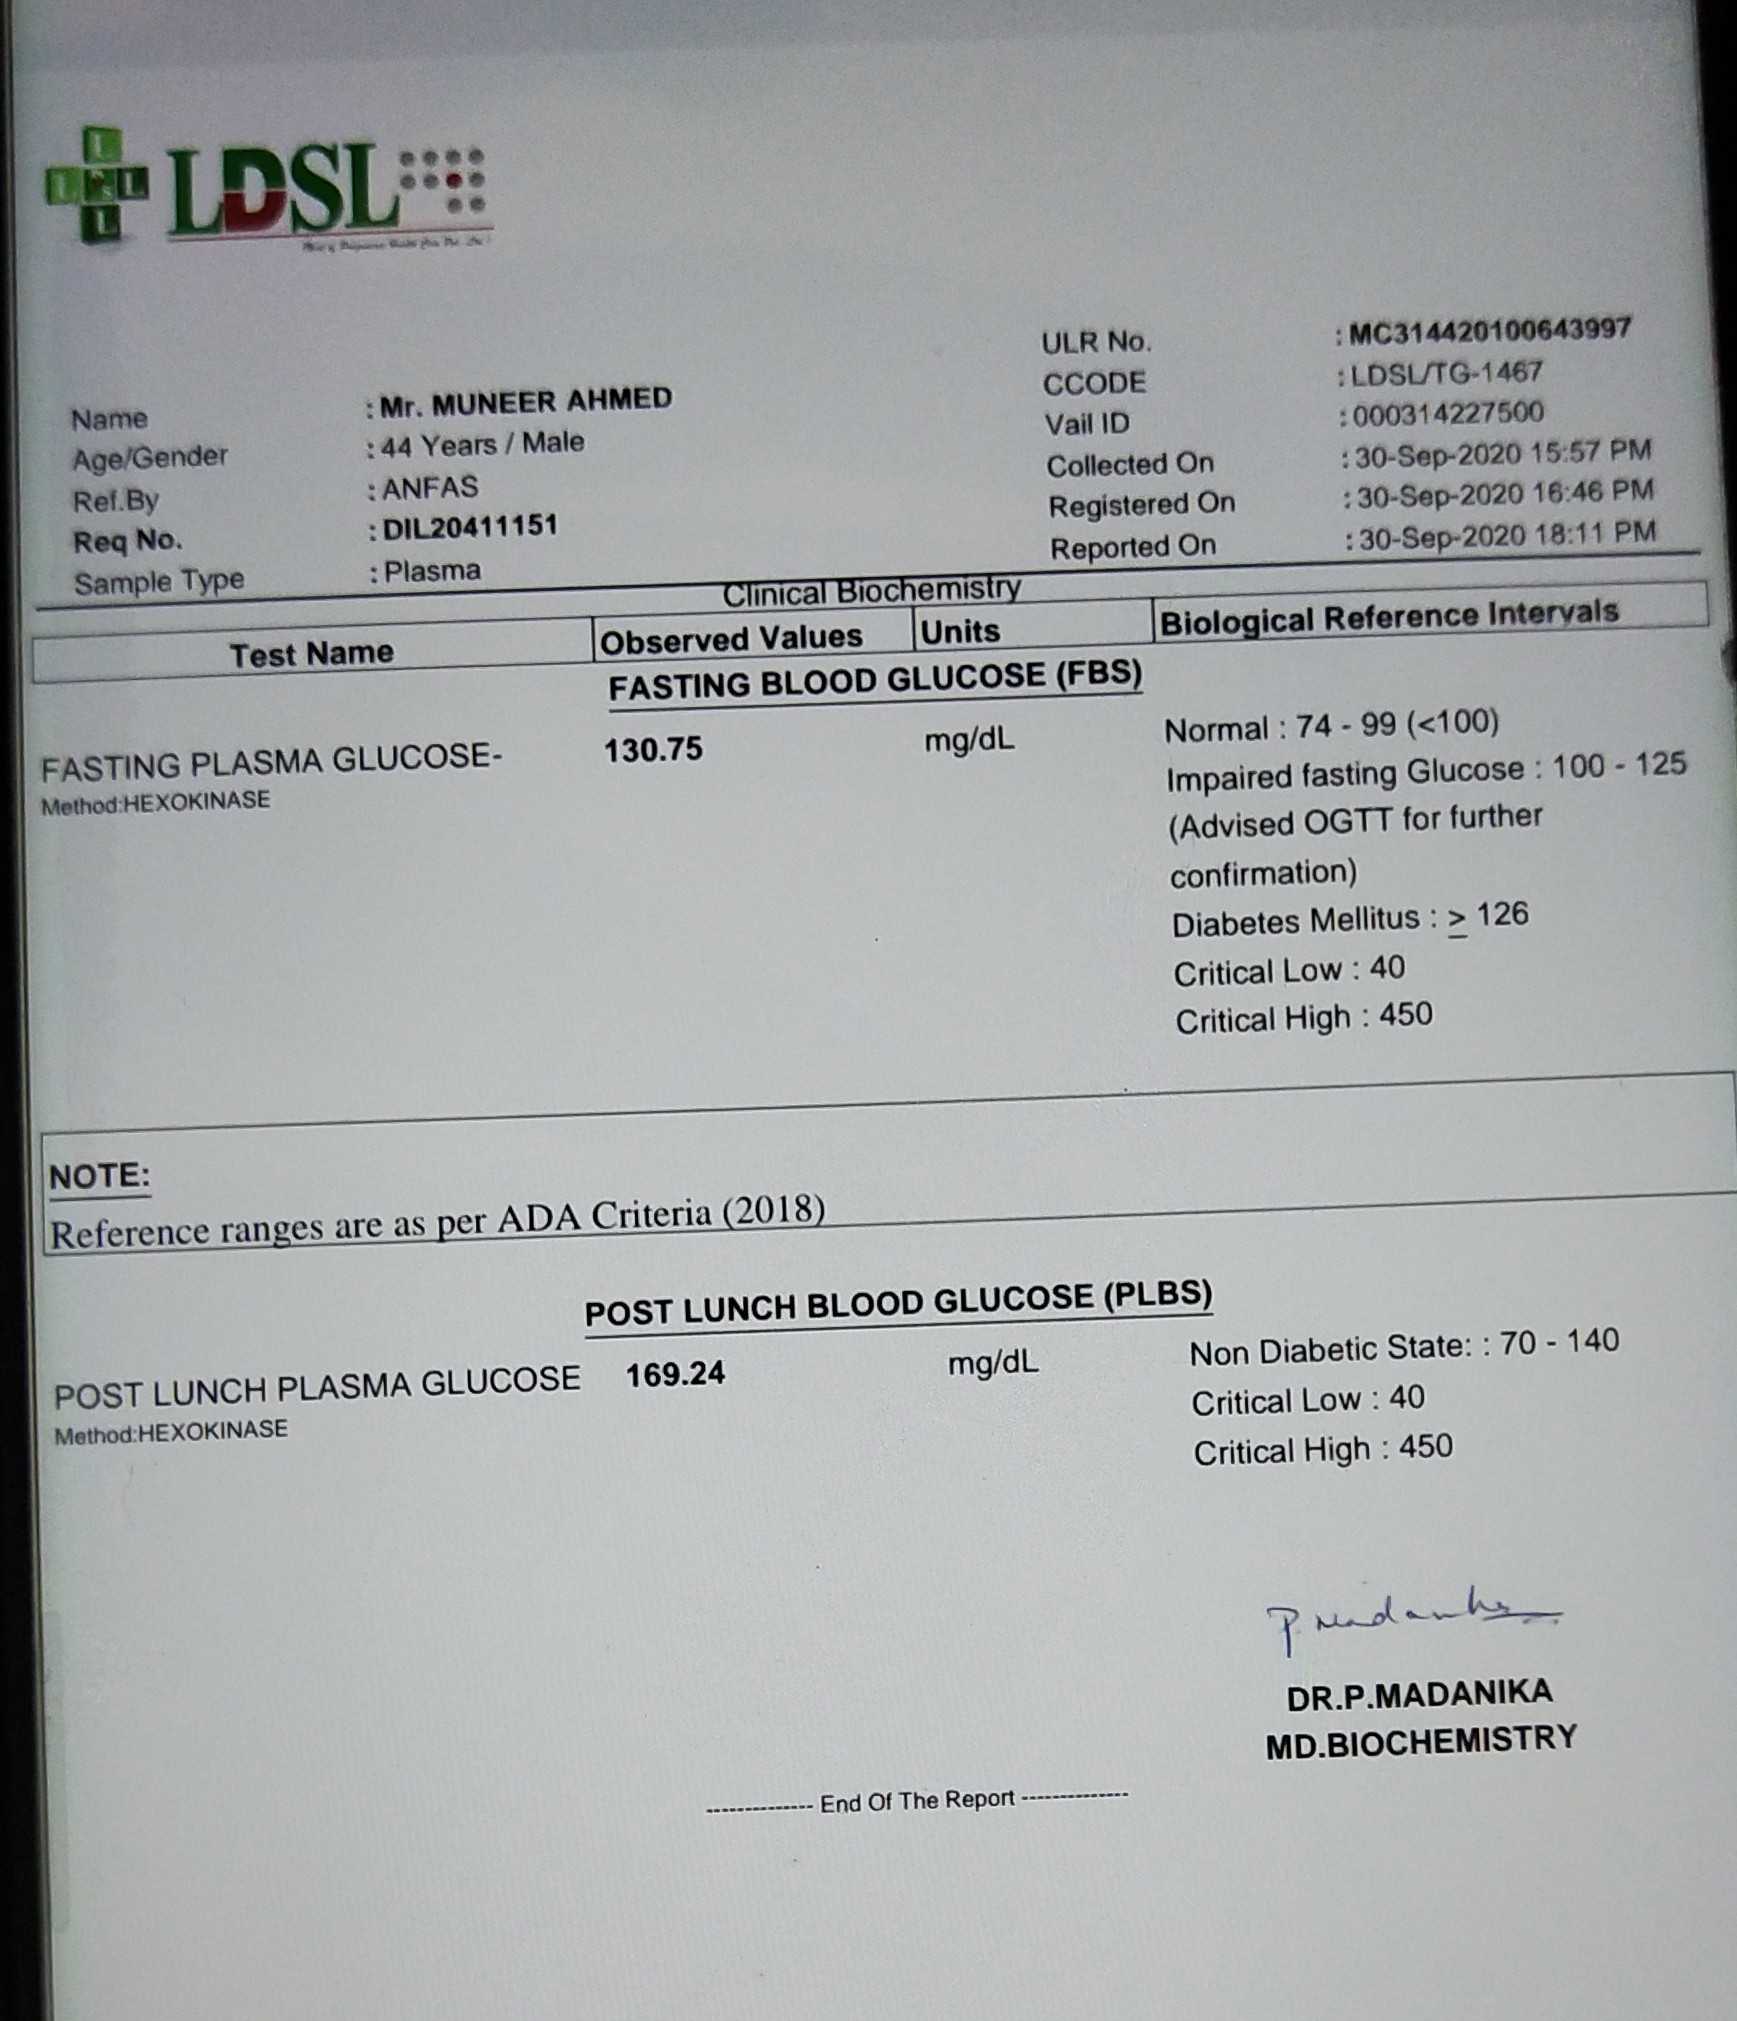 LDSL
ULR No. : MC314420100643997
Name : Mr. MUNEER AHMED
CCODE : LDSL/TG-1467
Age/Gender : 44 Years / Male
Vail ID : 000314227500
Ref.By : ANFAS
Collected On : 30-Sep-2020 15:57 PM
Req No. : DIL20411151
Registered On : 30-Sep-2020 16:46 PM
Sample Type : Plasma
Reported On : 30-Sep-2020 18:11 PM
Clinical Biochemistry
Test Name Observed Values Units Biological Reference Intervals
FASTING BLOOD GLUCOSE (FBS)
FASTING PLASMA GLUCOSE- 130.75 mg/dL Normal : 74 - 99 (<100)
Method:HEXOKINASE Impaired fasting Glucose : 100 - 125
(Advised OGTT for further
confirmation)
Diabetes Mellitus : ≥ 126
Critical Low : 40
Critical High : 450
NOTE:
Reference ranges are as per ADA Criteria (2018)
POST LUNCH BLOOD GLUCOSE (PLBS)
POST LUNCH PLASMA GLUCOSE 169.24 mg/dL Non Diabetic State: : 70 - 140
Method:HEXOKINASE Critical Low : 40
Critical High : 450
DR.P.MADANIKA
MD.BIOCHEMISTRY
-------------- End Of The Report --------------